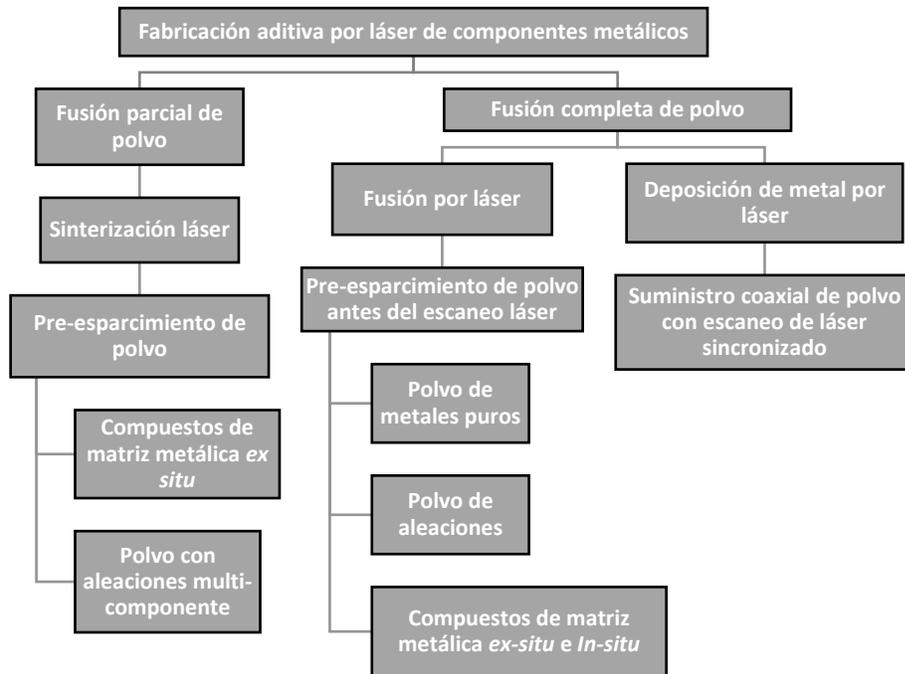 Fabricación aditiva por láser de componentes metálicos
Fusión parcial de
polvo
Fusión completa de polvo
Sinterización láser
Fusión por láser
Deposición de metal por
láser
Pre-esparcimiento de
polvo
Pre-esparcimiento de polvo
antes del escaneo láser
Suministro coaxial de polvo
con escaneo de láser
sincronizado
Compuestos de
matriz metálica ex
situ
Polvo con
aleaciones multi-
componente
Polvo de
metales puros
Polvo de
aleaciones
Compuestos de matriz
metálica ex-situ e In-situ